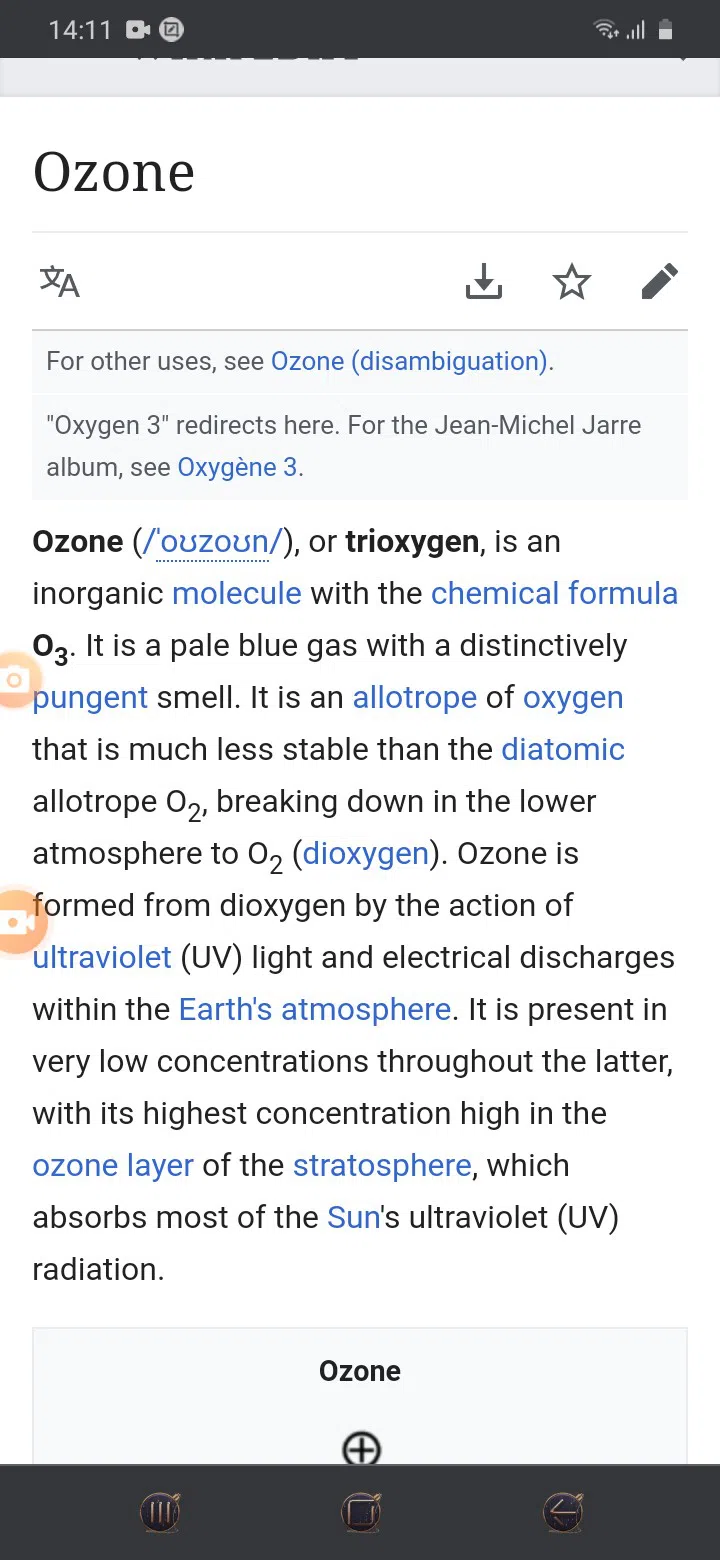 14:11
Ozone
For other uses, see Ozone (disambiguation).
"Oxygen 3" redirects here. For the Jean-Michel Jarre
album, see Oxygène 3.
Ozone (/ˈoʊzoʊn/), or trioxygen, is an
inorganic molecule with the chemical formula
O₃. It is a pale blue gas with a distinctively
pungent smell. It is an allotrope of oxygen
that is much less stable than the diatomic
allotrope O₂, breaking down in the lower
atmosphere to O₂ (dioxygen). Ozone is
formed from dioxygen by the action of
ultraviolet (UV) light and electrical discharges
within the Earth's atmosphere. It is present in
very low concentrations throughout the latter,
with its highest concentration high in the
ozone layer of the stratosphere, which
absorbs most of the Sun's ultraviolet (UV)
radiation.
Ozone